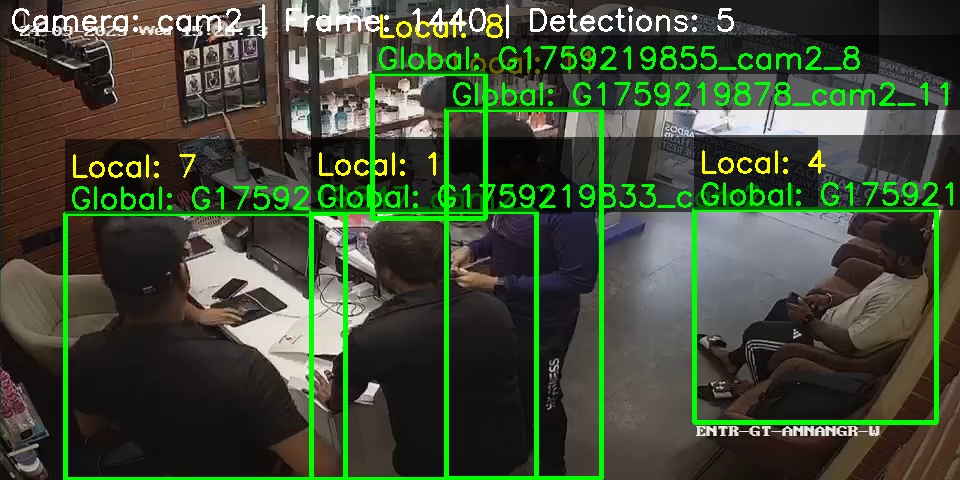 Camera: cam2 | Frame: 1440 | Detections: 5
Local: 8
Global: G1759219855_cam2_8
Global: G1759219878_cam2_11
Local: 7
Global: G17592
Local: 1
Global: G1759219833_c
Local: 4
Global: G175921
ENTR-GT-ANNANGR-W